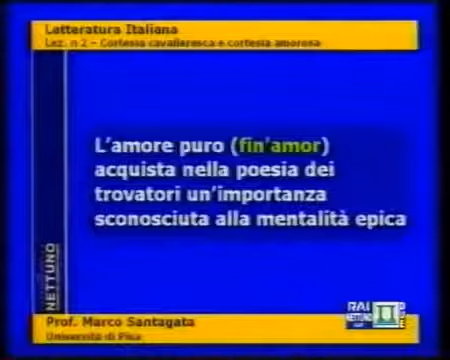 Letteratura Italiana
Lez. n 2 - Cortesia cavalleresca e cortesia amorosa
L'amore puro (fin'amor)
acquista nella poesia dei
trovatori un'importanza
sconosciuta alla mentalità epica
NETTUNO
RAI
NETTUNO
Prof. Marco Santagata
Università di Pisa